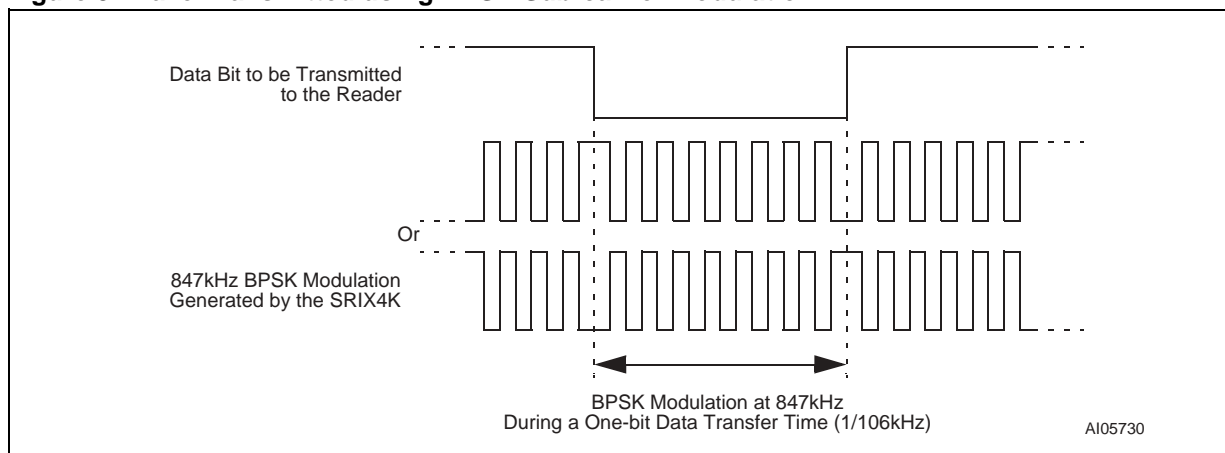 Data Bit to be Transmitted
to the Reader
Or
847kHz BPSK Modulation
Generated by the SRIX4K
BPSK Modulation at 847kHz
During a One-bit Data Transfer Time (1/106kHz)
AI05730